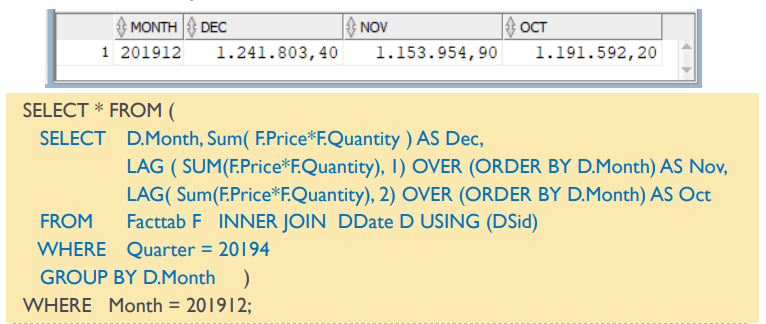 MONTH DEC NOV OCT
1 201912 1.241.803,40 1.153.954,90 1.191.592,20
SELECT * FROM (
SELECT D.Month, Sum( F.Price*F.Quantity ) AS Dec,
LAG ( SUM(F.Price*F.Quantity), 1) OVER (ORDER BY D.Month) AS Nov,
LAG( Sum(F.Price*F.Quantity), 2) OVER (ORDER BY D.Month) AS Oct
FROM Facttab F INNER JOIN DDate D USING (DSid)
WHERE Quarter = 20194
GROUP BY D.Month )
WHERE Month = 201912;